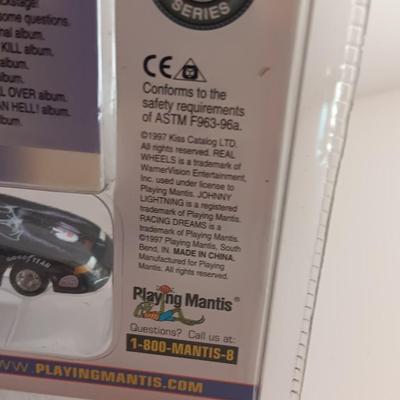 SERIES
ckstage!
some questions.
nal album.
KILL album.
album.
album.
L OVER album.
AN HELL! album.
CE
Conforms to the
safety requirements
of ASTM F963-96a.
©1997 Kiss Catalog LTD.
All rights reserved. REAL
WHEELS is a trademark of
WarnerVision Entertainment,
Inc. used under license to
Playing Mantis. JOHNNY
LIGHTNING is a registered
trademark of Playing Mantis.
RACING DREAMS is a
trademark of Playing Mantis.
©1997 Playing Mantis, South
Bend, IN. MADE IN CHINA.
Manufactured for Playing
Mantis. All rights reserved.
GOODYEAR
Playing Mantis®
Questions? Call us at:
1-800-MANTIS-8
WWW.PLAYINGMANTIS.COM